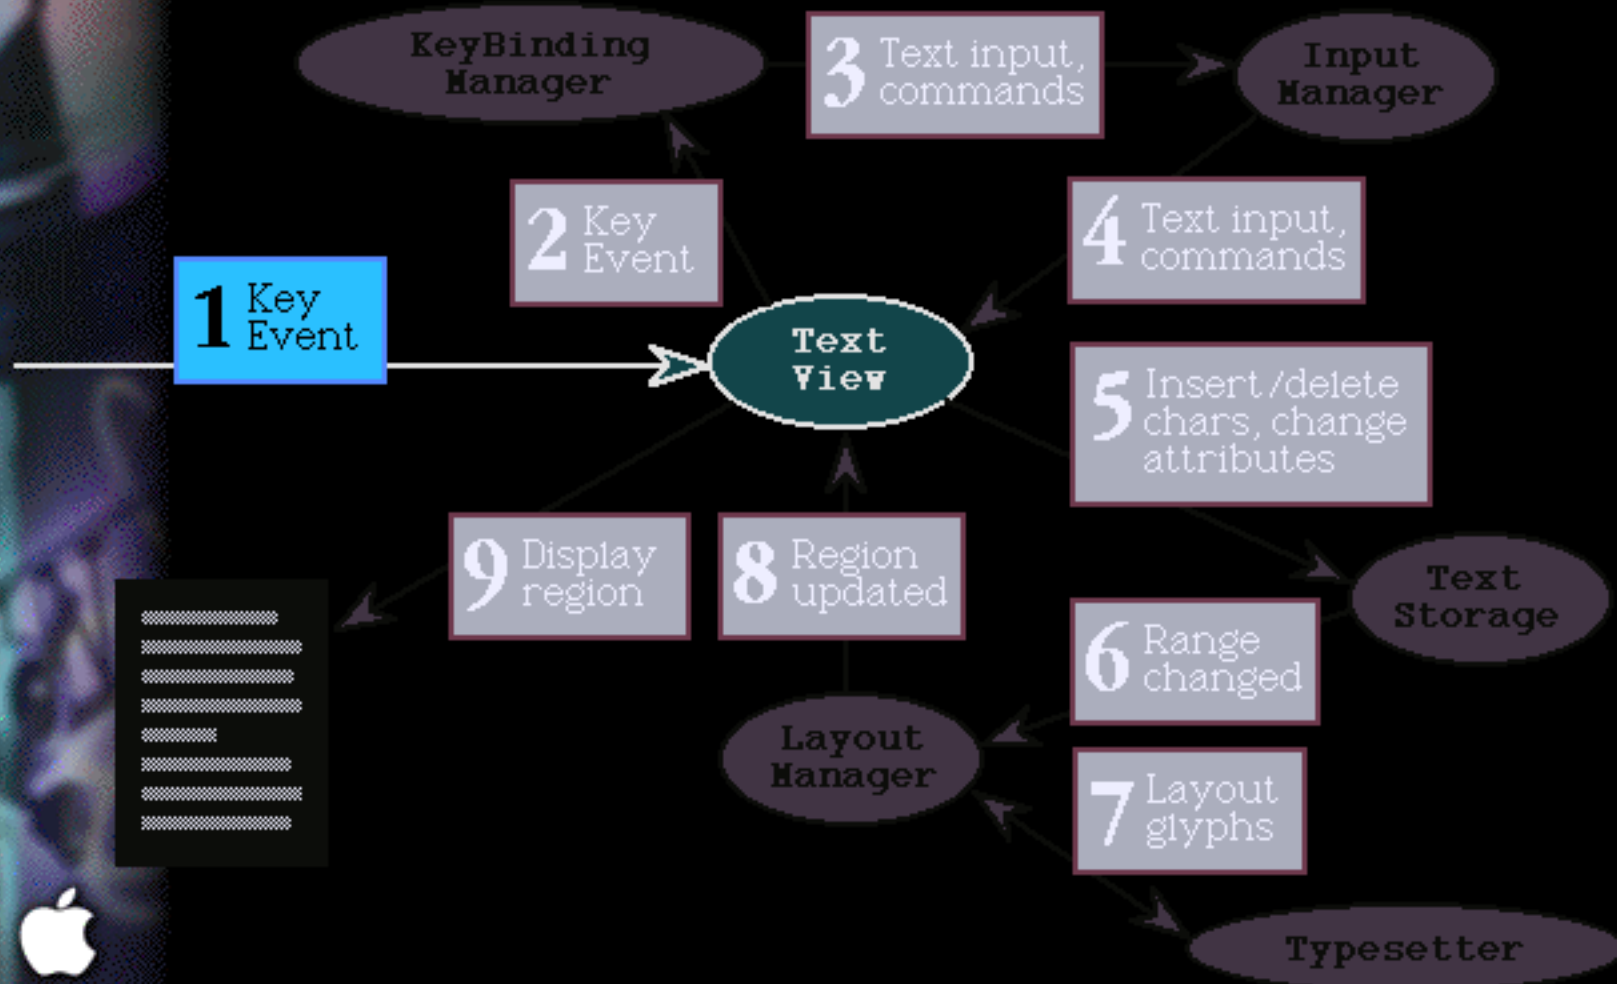 KeyBinding
Manager
3 Text input,
commands
Input
Manager
2 Key
Event
4 Text input,
commands
1 Key
Event
Text
View
5 Insert/delete
chars, change
attributes
9 Display
region
8 Region
updated
Text
Storage
6 Range
changed
Layout
Manager
7 Layout
glyphs
Typesetter